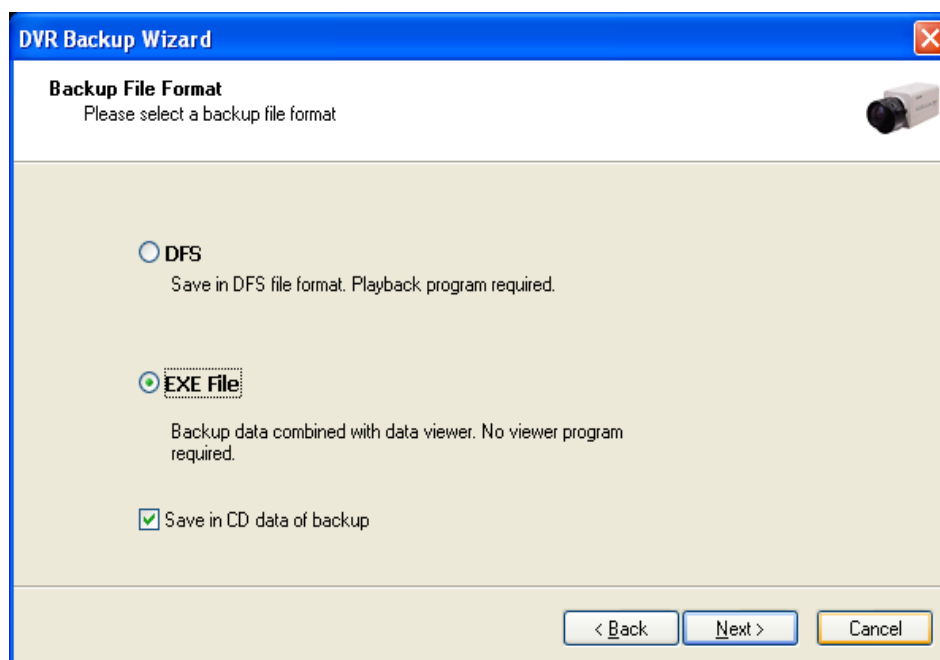 DVR Backup Wizard
Backup File Format
Please select a backup file format
DFS
Save in DFS file format. Playback program required.
EXE File
Backup data combined with data viewer. No viewer program
required.
Save in CD data of backup
< Back
Next >
Cancel